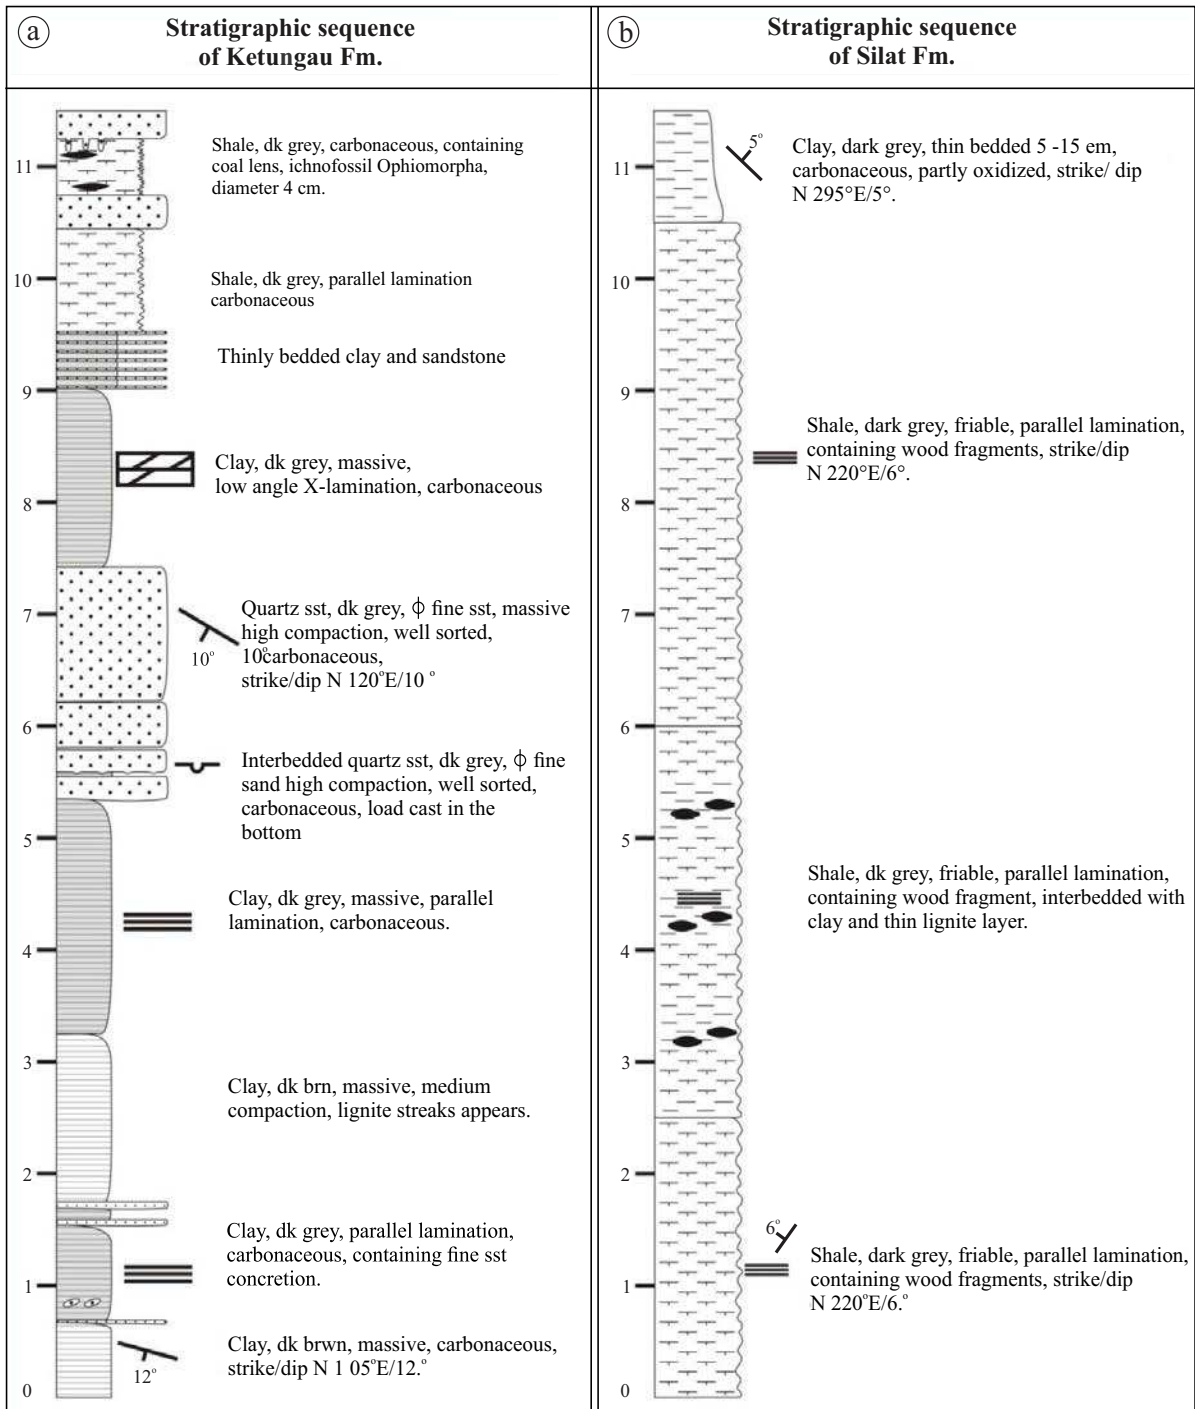 a
Stratigraphic sequence
of Ketungau Fm.
11
10
9
8
7
6
5
4
3
2
1
0
Shale, dk grey, carbonaceous, containing
coal lens, ichnofossil Ophiomorpha,
diameter 4 cm.
Shale, dk grey, parallel lamination
carbonaceous
Thinly bedded clay and sandstone
Clay, dk grey, massive,
low angle X-lamination, carbonaceous
10°
Quartz sst, dk grey, ϕ fine sst, massive
high compaction, well sorted,
10°carbonaceous,
strike/dip N 120°E/10 °
Interbedded quartz sst, dk grey, ϕ fine
sand high compaction, well sorted,
carbonaceous, load cast in the
bottom
Clay, dk grey, massive, parallel
lamination, carbonaceous.
Clay, dk brn, massive, medium
compaction, lignite streaks appears.
Clay, dk grey, parallel lamination,
carbonaceous, containing fine sst
concretion.
12°
Clay, dk brwn, massive, carbonaceous,
strike/dip N 1 05°E/12.°
b
Stratigraphic sequence
of Silat Fm.
11
10
9
8
7
6
5
4
3
2
1
0
5°
Clay, dark grey, thin bedded 5 -15 em,
carbonaceous, partly oxidized, strike/ dip
N 295°E/5°.
Shale, dark grey, friable, parallel lamination,
containing wood fragments, strike/dip
N 220°E/6°.
Shale, dk grey, friable, parallel lamination,
containing wood fragment, interbedded with
clay and thin lignite layer.
6°
Shale, dark grey, friable, parallel lamination,
containing wood fragments, strike/dip
N 220°E/6.°